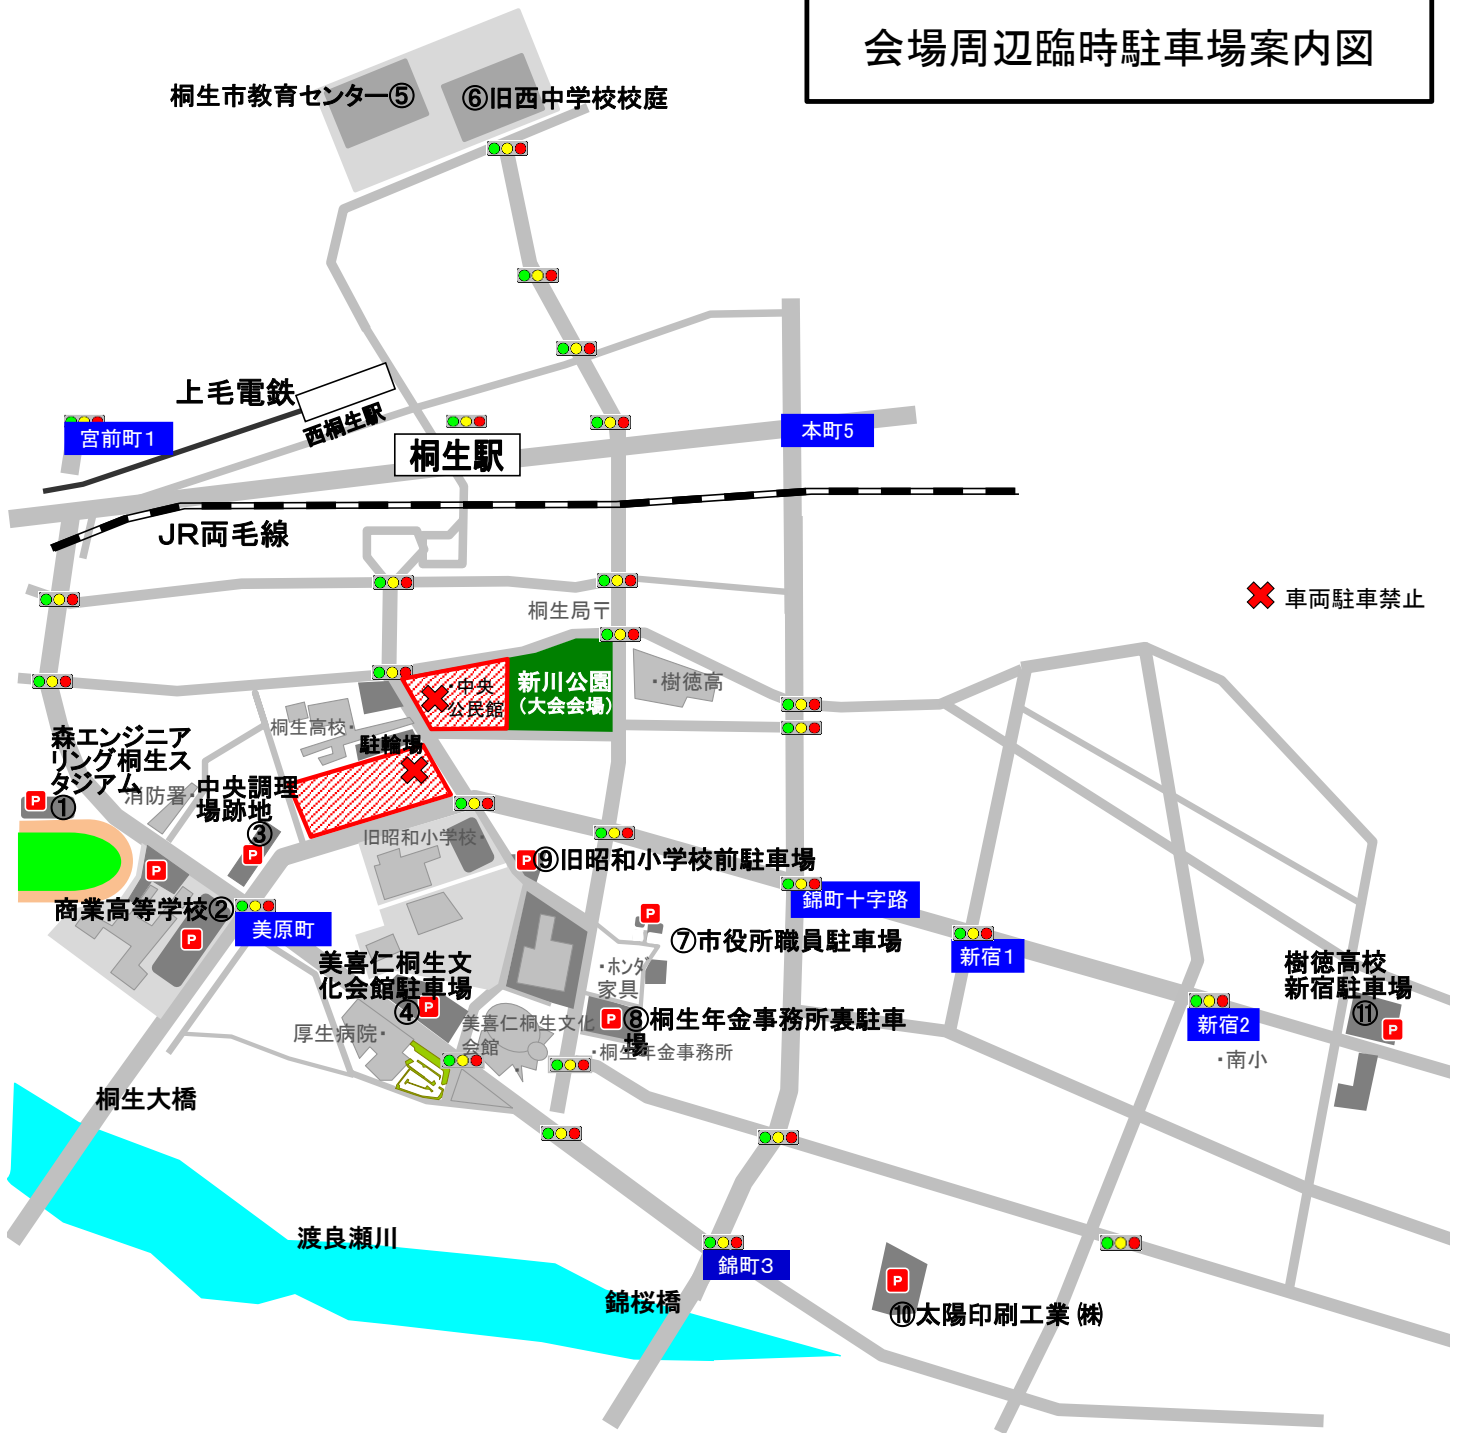 会場周辺臨時駐車場案内図
桐生市教育センター⑤
⑥旧西中学校校庭
上毛電鉄
西桐生駅
宮前町1
桐生駅
本町5
JR両毛線
桐生局〒
✖ 車両駐車禁止
・中央
公民館
新川公園
(大会会場)
・樹徳高
桐生高校・
駐輪場
森エンジニア
リング桐生ス
タジアム
①
消防署・
中央調理
場跡地
③
旧昭和小学校・
⑨旧昭和小学校前駐車場
錦町十字路
商業高等学校②
美原町
⑦市役所職員駐車場
新宿1
美喜仁桐生文
化会館駐車場
④
・ホンダ
家具
樹徳高校
新宿駐車場
⑪
厚生病院・
美喜仁桐生文化
会館
⑧桐生年金事務所裏駐車
場
・桐生年金事務所
新宿2
・南小
桐生大橋
渡良瀬川
錦町3
錦桜橋
⑩太陽印刷工業㈱
P
P
P
P
P
P
P
P
P
P